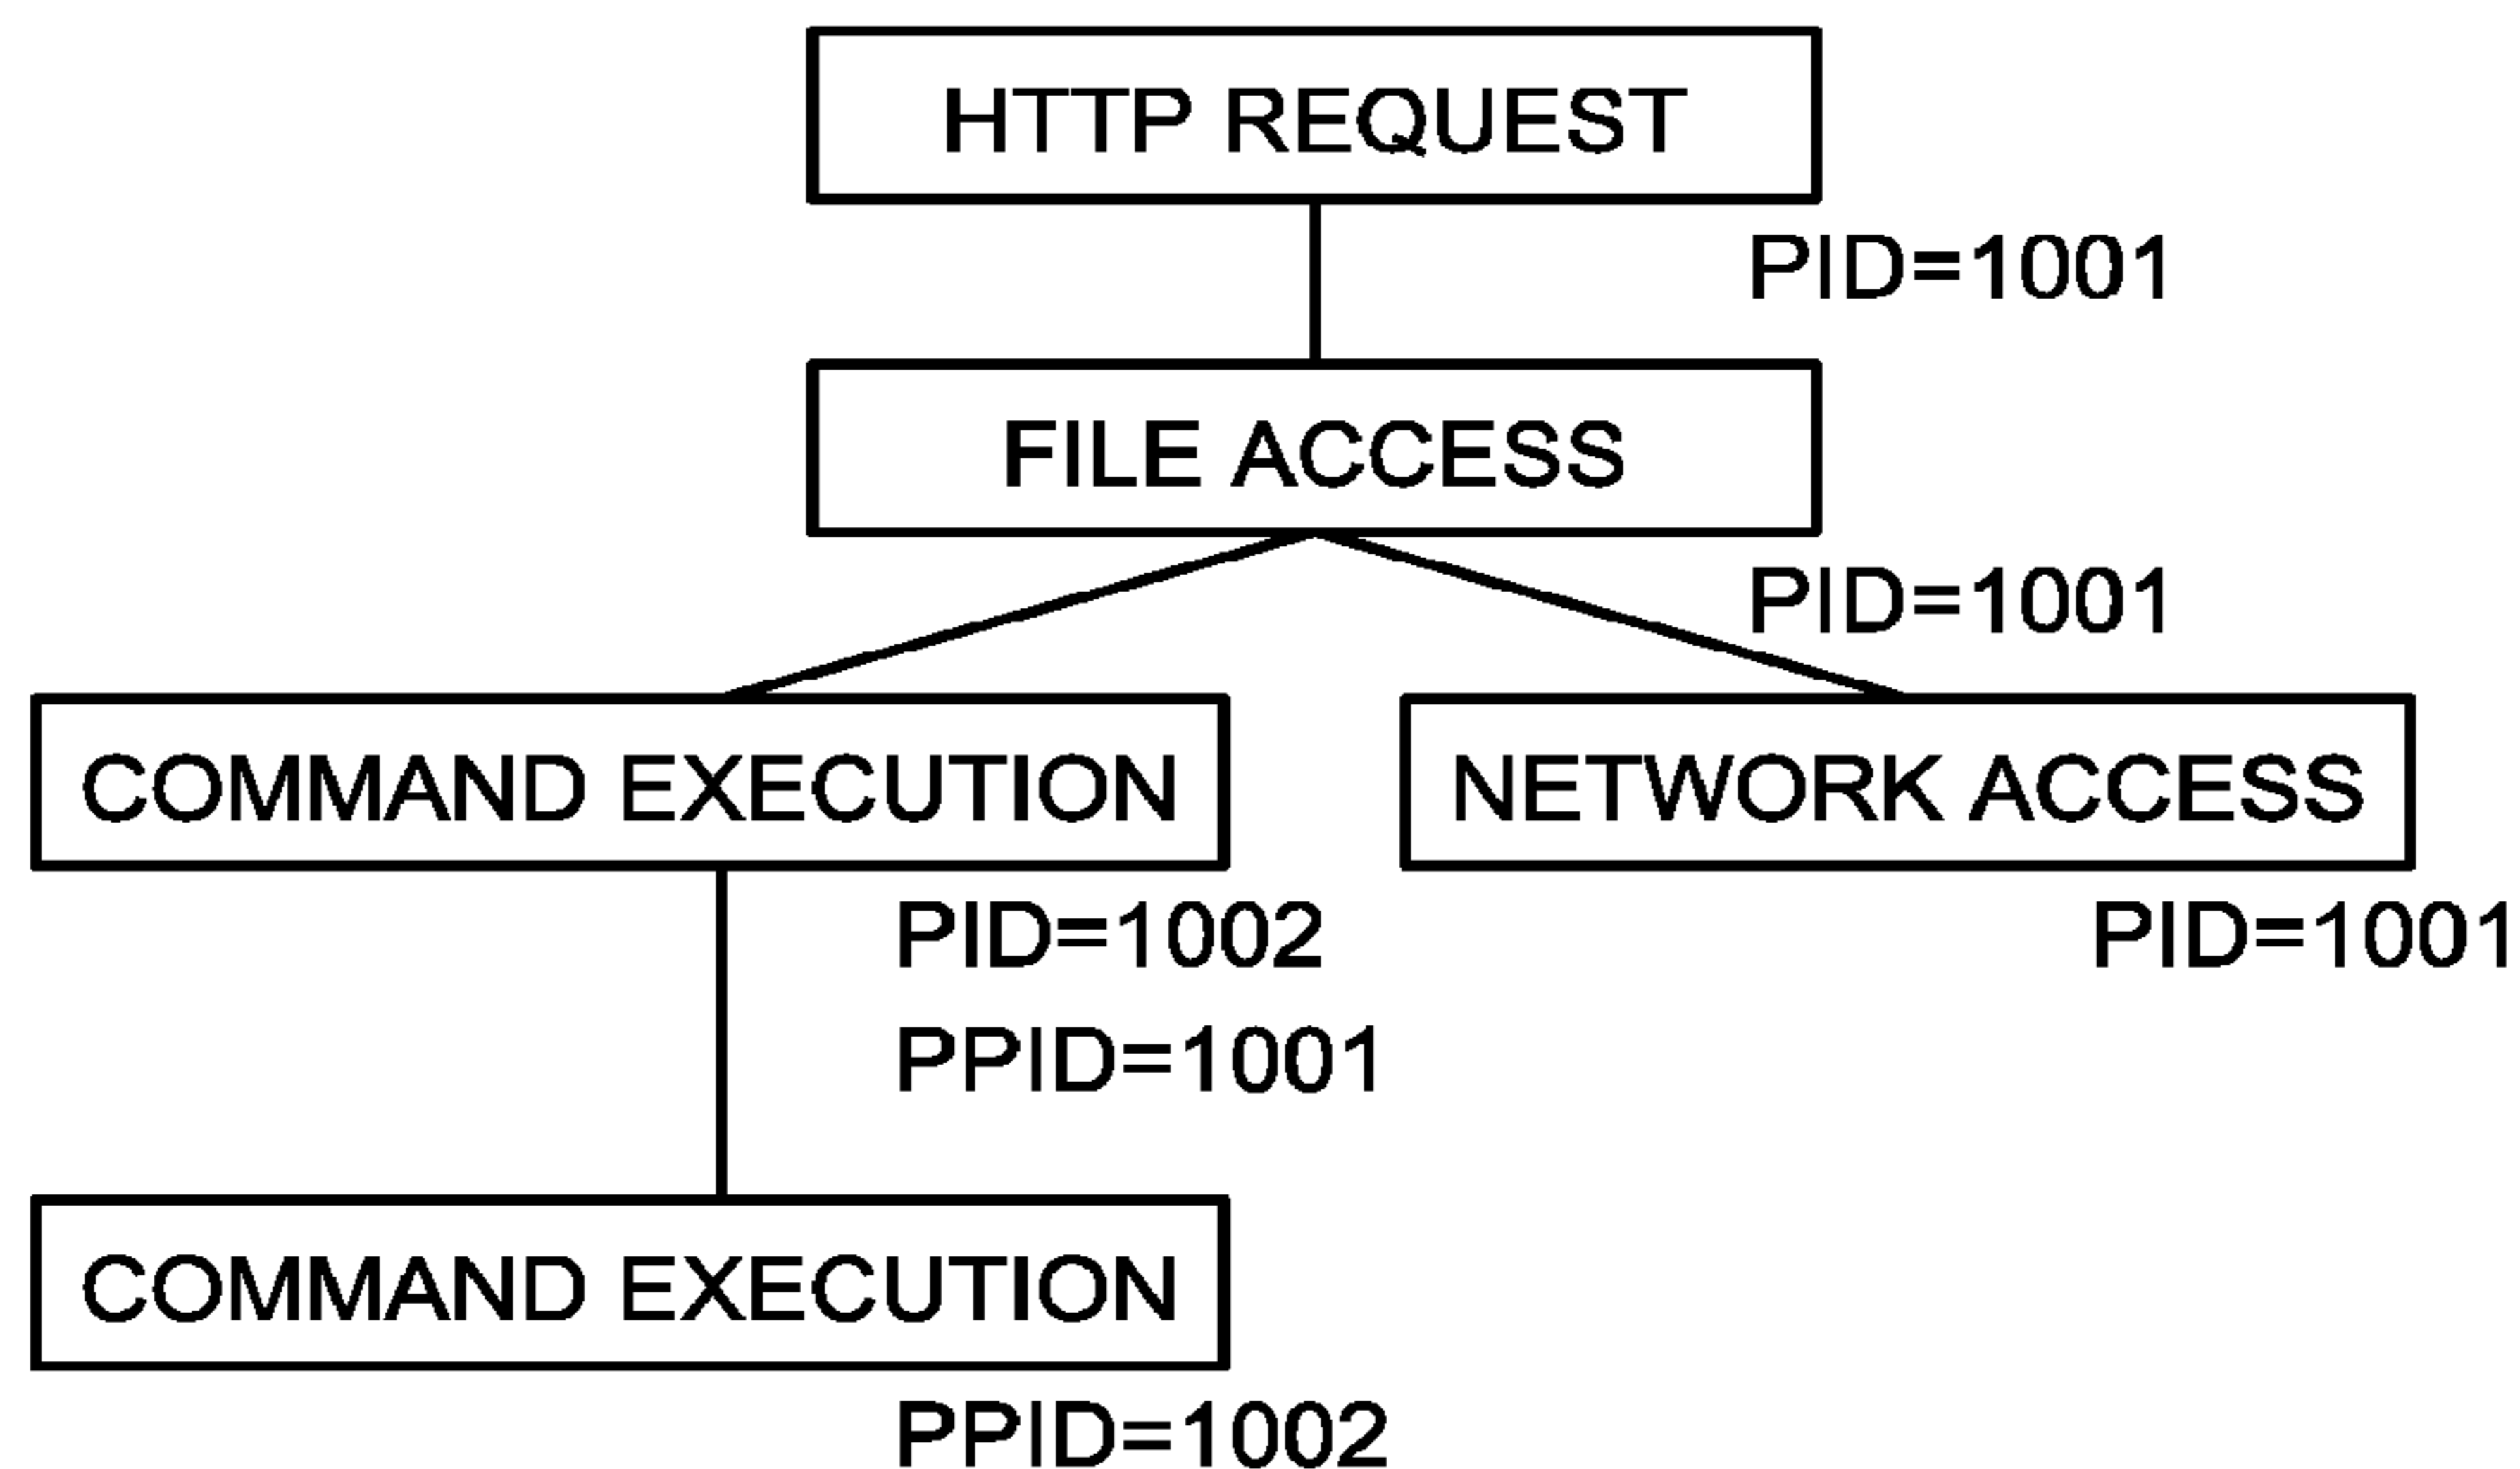 HTTP REQUEST
PID=1001
FILE ACCESS
PID=1001
COMMAND EXECUTION
NETWORK ACCESS
PID=1002
PID=1001
PPID=1001
COMMAND EXECUTION
PPID=1002